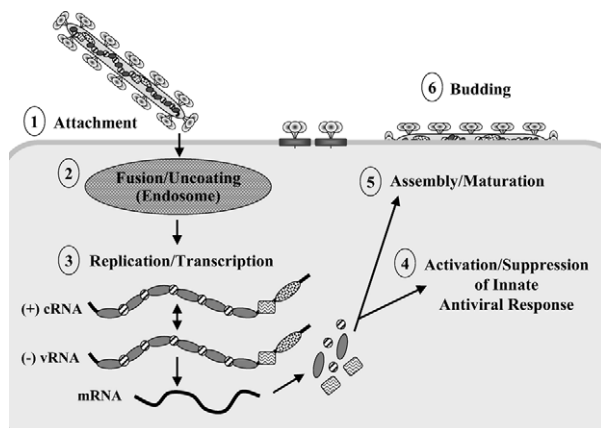 6 Budding
1 Attachment
2 Fusion/Uncoating
(Endosome)
5 Assembly/Maturation
3 Replication/Transcription
4 Activation/Suppression
of Innate
Antiviral Response
(+) cRNA
(-) vRNA
mRNA